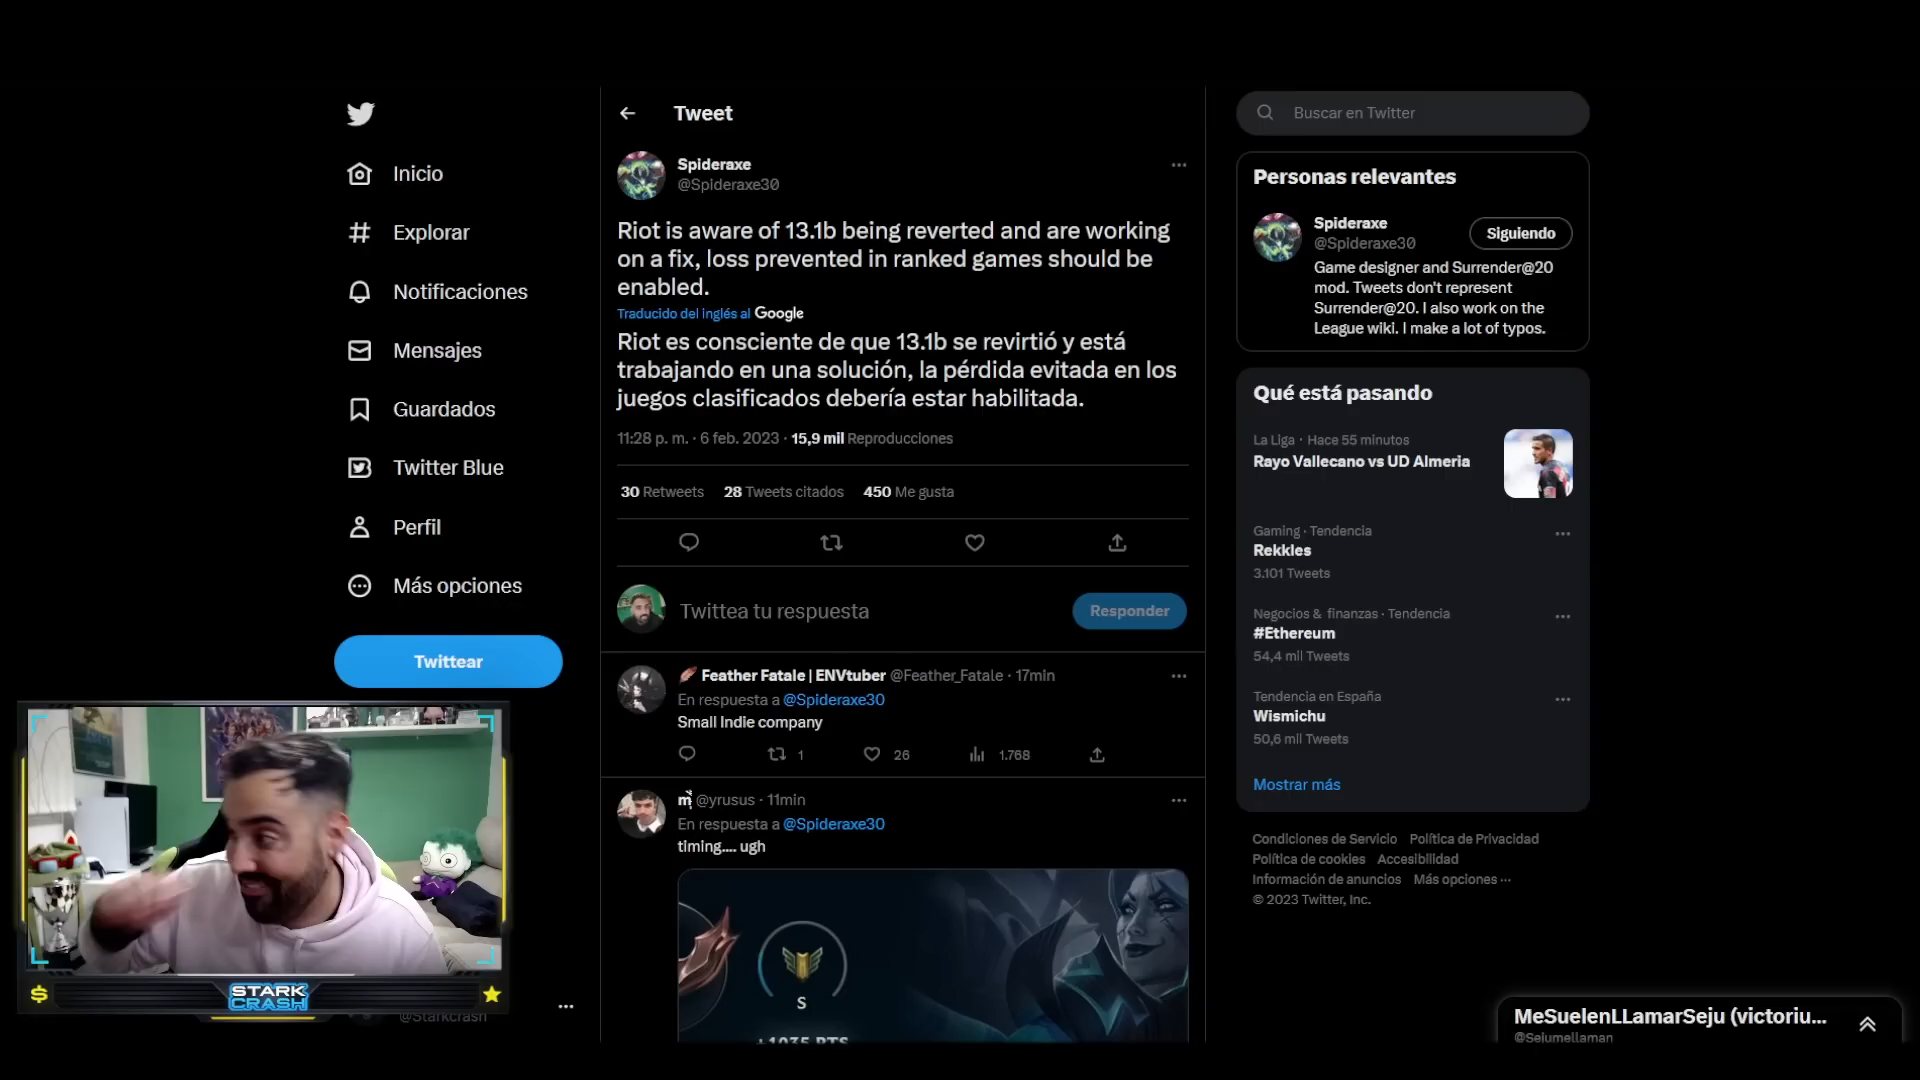 Inicio
Explorar
Notificaciones
Mensajes
Guardados
Twitter Blue
Perfil
Más opciones
Twittear
STARK
CRASH
@Starkcrash
Tweet
Spideraxe
@Spideraxe30
Riot is aware of 13.1b being reverted and are working
on a fix, loss prevented in ranked games should be
enabled.
Traducido del inglés al Google
Riot es consciente de que 13.1b se revirtió y está
trabajando en una solución, la pérdida evitada en los
juegos clasificados debería estar habilitada.
11:28 p. m. · 6 feb. 2023 · 15,9 mil Reproducciones
30 Retweets 28 Tweets citados 450 Me gusta
Twittea tu respuesta
Responder
Feather Fatale | ENVtuber @Feather_Fatale · 17min
En respuesta a @Spideraxe30
Small Indie company
1 26 1.768
m @yrusus · 11min
En respuesta a @Spideraxe30
timing.... ugh
S
+1035 PTS
Buscar en Twitter
Personas relevantes
Spideraxe
@Spideraxe30
Siguiendo
Game designer and Surrender@20
mod. Tweets don't represent
Surrender@20. I also work on the
League wiki. I make a lot of typos.
Qué está pasando
La Liga · Hace 55 minutos
Rayo Vallecano vs UD Almeria
Gaming · Tendencia
Rekkles
3.101 Tweets
Negocios & finanzas · Tendencia
#Ethereum
54,4 mil Tweets
Tendencia en España
Wismichu
50,6 mil Tweets
Mostrar más
Condiciones de Servicio Política de Privacidad
Política de cookies Accesibilidad
Información de anuncios Más opciones ···
© 2023 Twitter, Inc.
MeSuelenLLamarSeju (victoriu...
@Sejumellaman